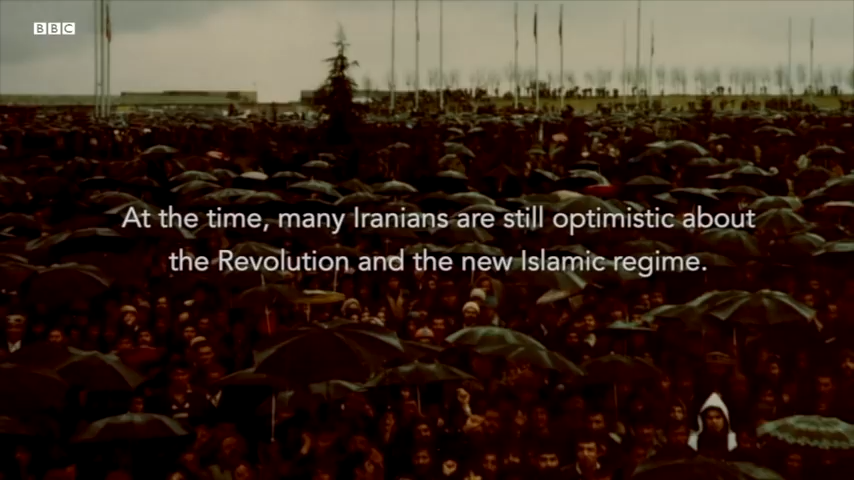 BBC
At the time, many Iranians are still optimistic about
the Revolution and the new Islamic regime.